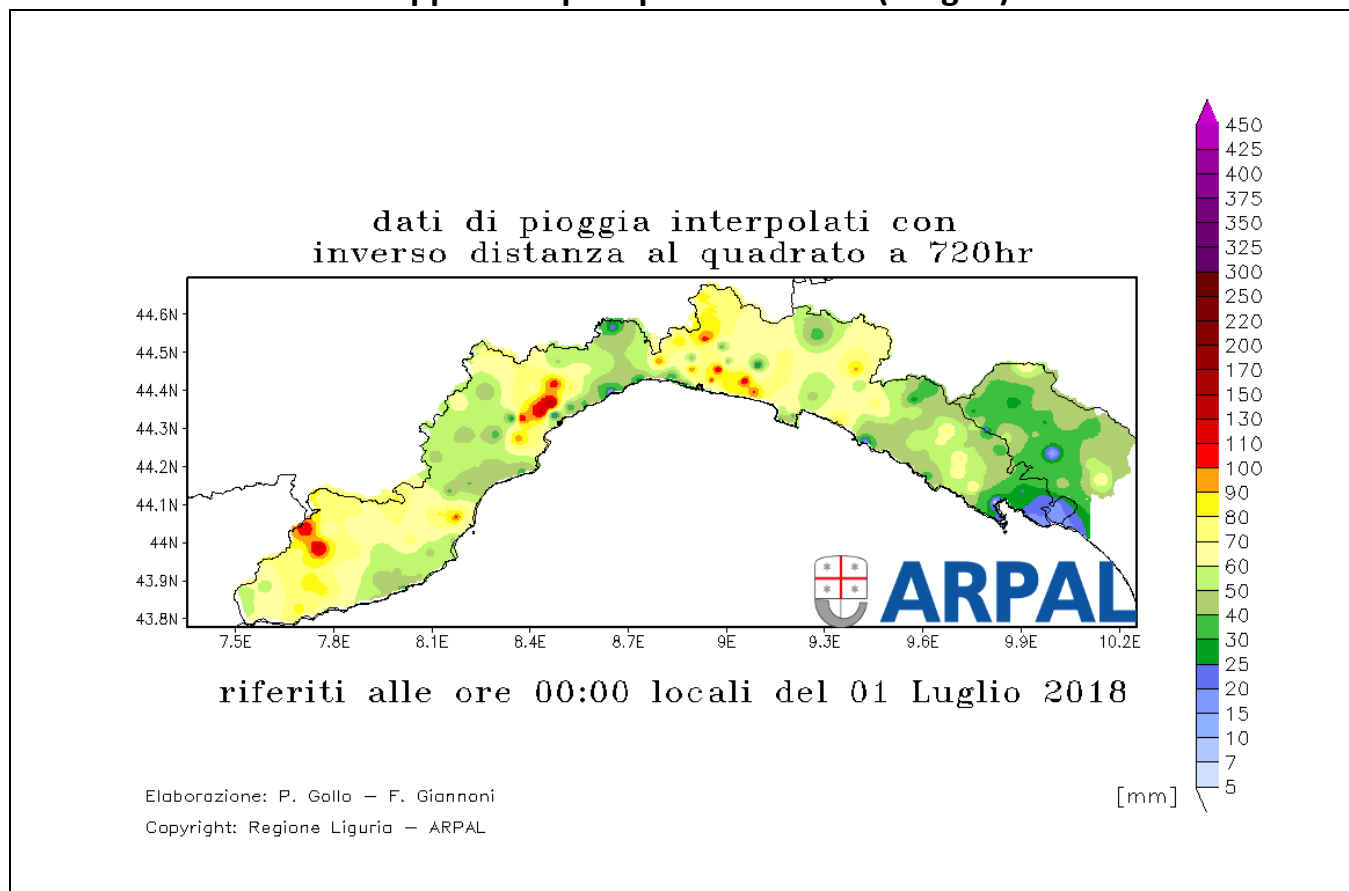 dati di pioggia interpolati con
inverso distanza al quadrato a 720hr
44.6N
44.5N
44.4N
44.3N
44.2N
44.1N
44N
43.9N
43.8N
7.5E 7.8E 8.1E 8.4E 8.7E 9E 9.3E 9.6E 9.9E 10.2E
ARPAL
450
425
400
375
350
325
300
250
220
200
170
150
130
110
100
90
80
70
60
50
40
30
25
20
15
10
7
5
[mm]
riferiti alle ore 00:00 locali del 01 Luglio 2018
Elaborazione: P. Gollo – F. Giannoni
Copyright: Regione Liguria – ARPAL